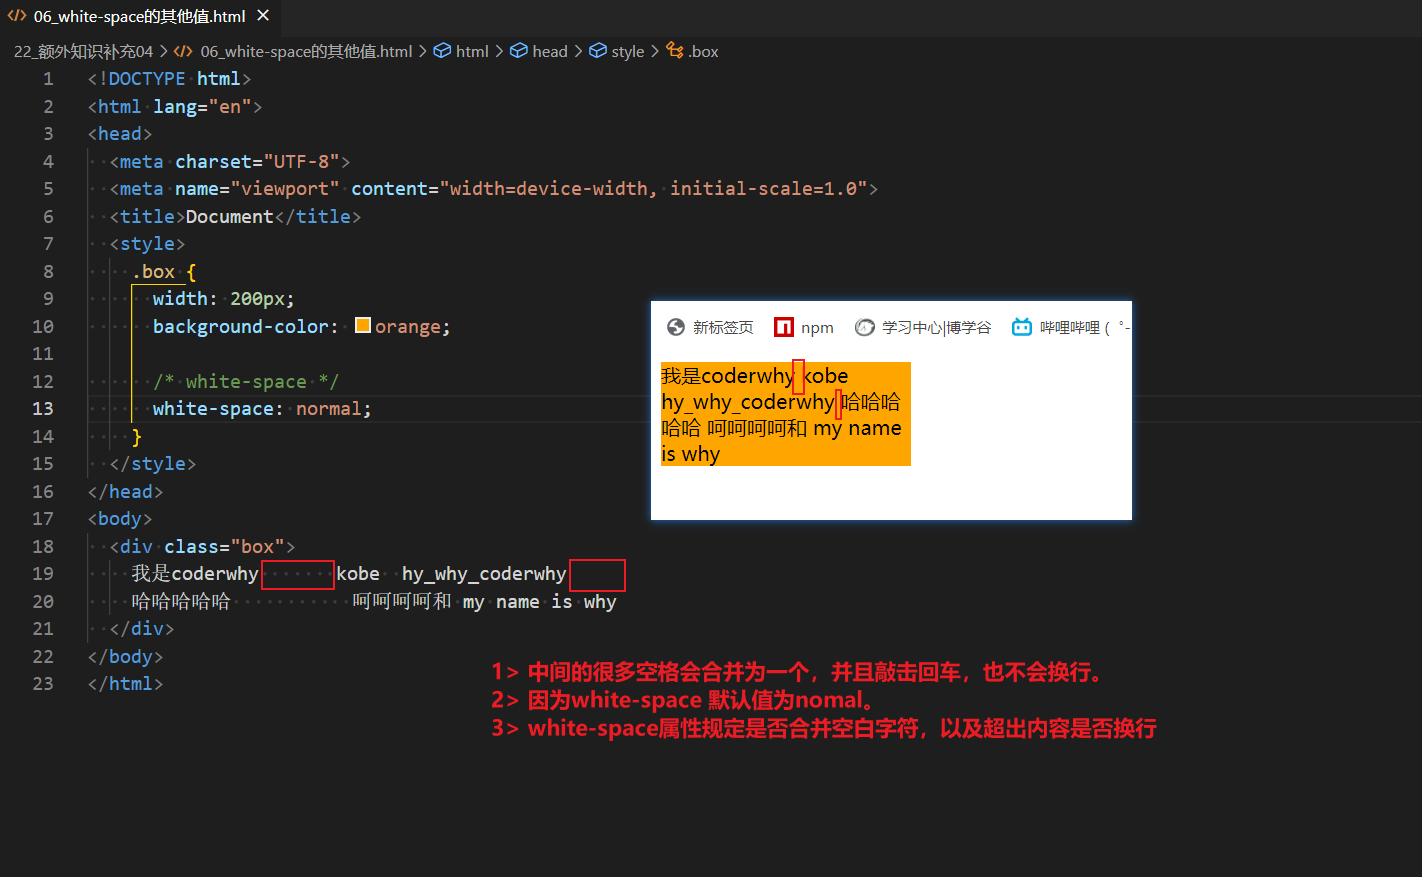 06_white-space的其他值.html
22_额外知识补充04 > 06_white-space的其他值.html > html > head > style > .box
1 <!DOCTYPE html>
2 <html lang="en">
3 <head>
4 <meta charset="UTF-8">
5 <meta name="viewport" content="width=device-width, initial-scale=1.0">
6 <title>Document</title>
7 <style>
8 .box {
9 width: 200px;
10 background-color: orange;
11
12 /* white-space */
13 white-space: normal;
14 }
15 </style>
16 </head>
17 <body>
18 <div class="box">
19 我是coderwhy       kobe  hy_why_coderwhy
20 哈哈哈哈哈           呵呵呵呵和 my name is why
21 </div>
22 </body>
23 </html>
新标签页 npm 学习中心|博学谷 哔哩哔哩 ( ゜-
我是coderwhy kobe
hy_why_coderwhy 哈哈哈
哈哈 呵呵呵呵和 my name
is why
1> 中间的很多空格会合并为一个，并且敲击回车，也不会换行。
2> 因为white-space 默认值为nomal。
3> white-space属性规定是否合并空白字符，以及超出内容是否换行